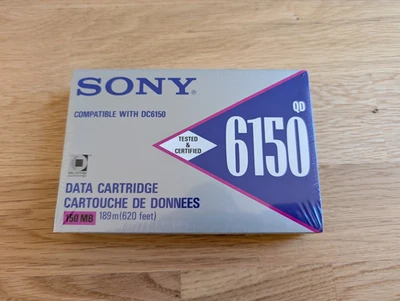 SONY®
COMPATIBLE WITH DC6150
QD
6150
TESTED
&
CERTIFIED
DATA CARTRIDGE
CARTOUCHE DE DONNEES
150 MB 189m (620 feet)